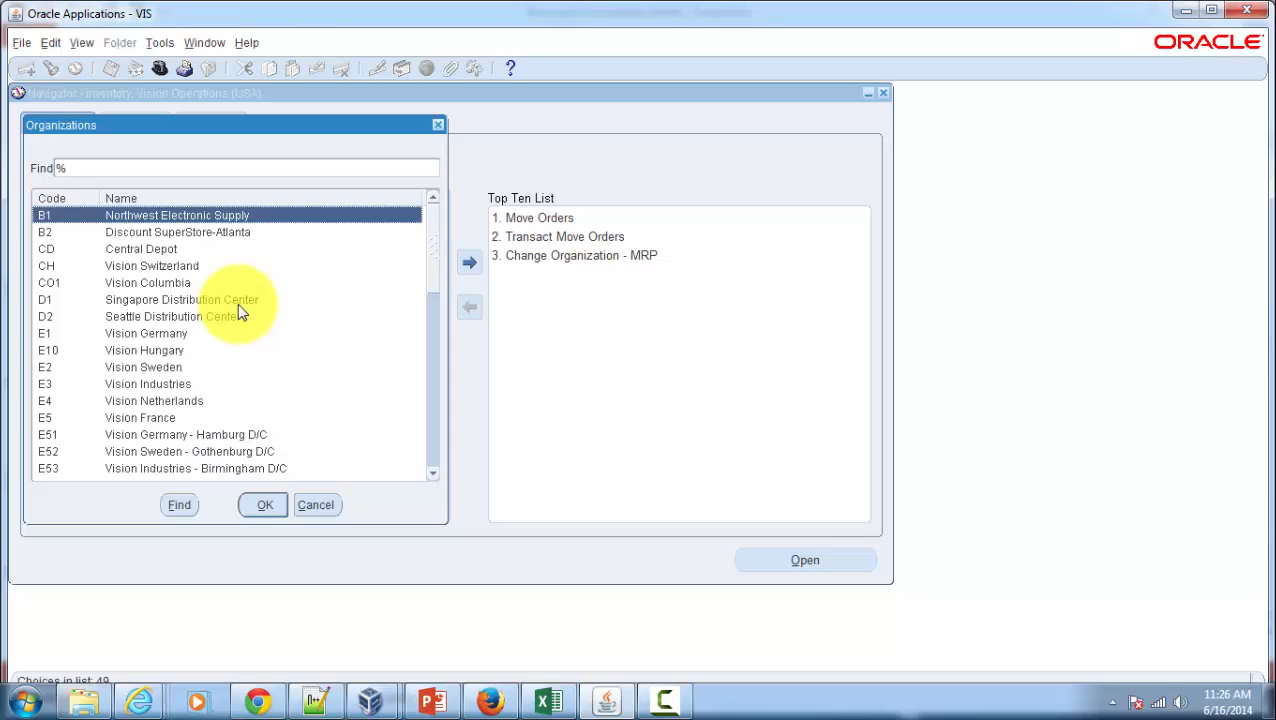 Oracle Applications - VIS
File Edit View Folder Tools Window Help
ORACLE
Navigator - Inventory, Vision Operations (USA)
Organizations
Find %
Code Name
B1 Northwest Electronic Supply
B2 Discount SuperStore-Atlanta
CD Central Depot
CH Vision Switzerland
CO1 Vision Columbia
D1 Singapore Distribution Center
D2 Seattle Distribution Center
E1 Vision Germany
E10 Vision Hungary
E2 Vision Sweden
E3 Vision Industries
E4 Vision Netherlands
E5 Vision France
E51 Vision Germany - Hamburg D/C
E52 Vision Sweden - Gothenburg D/C
E53 Vision Industries - Birmingham D/C
Find OK Cancel
Top Ten List
1. Move Orders
2. Transact Move Orders
3. Change Organization - MRP
Open
Choices in list: 49
11:26 AM
6/16/2014